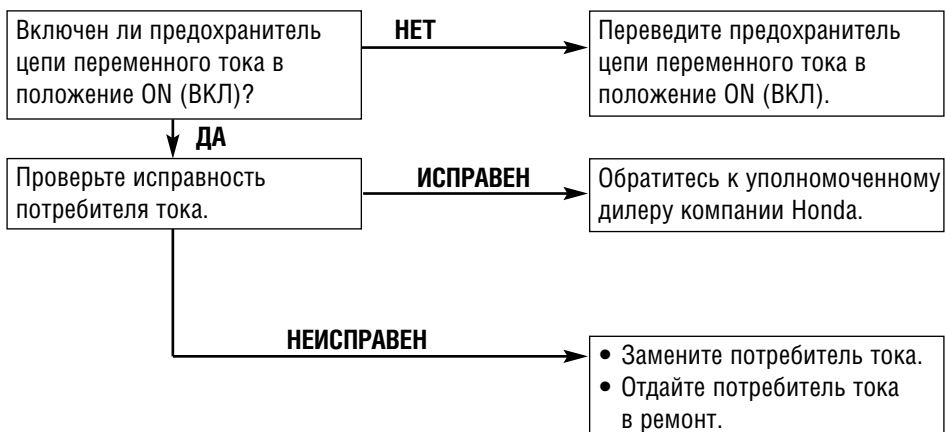 Включен ли предохранитель
цепи переменного тока в
положение ON (ВКЛ)?
НЕТ
Переведите предохранитель
цепи переменного тока в
положение ON (ВКЛ).
ДА
Проверьте исправность
потребителя тока.
ИСПРАВЕН
Обратитесь к уполномоченному
дилеру компании Honda.
НЕИСПРАВЕН
• Замените потребитель тока.
• Отдайте потребитель тока
в ремонт.